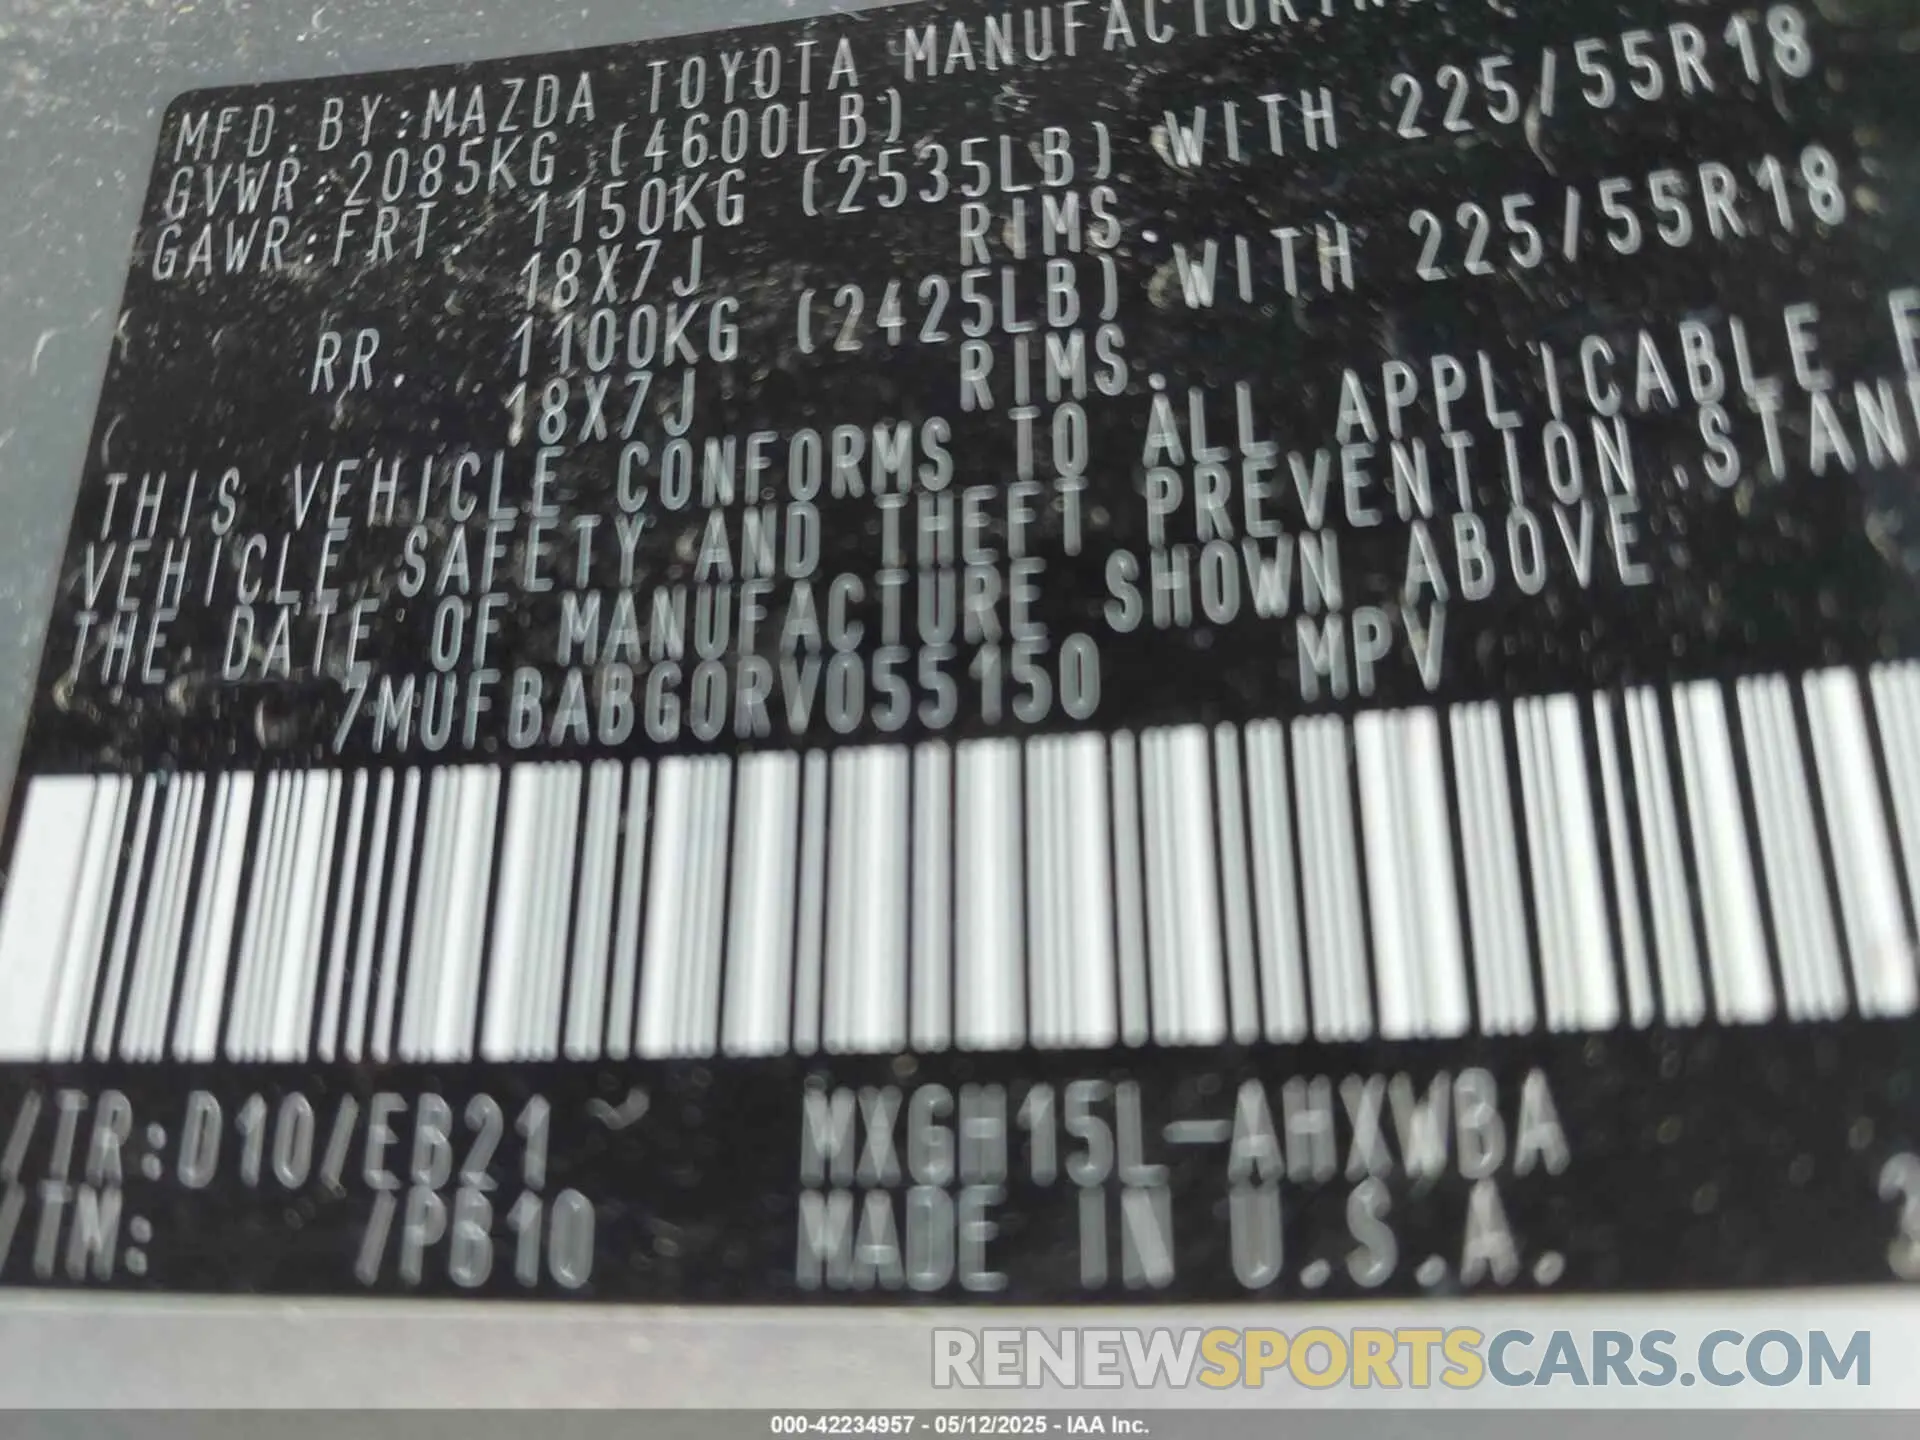 MFD.BY:MAZDA TOYOTA MANUFACTURING
GVWR:2085KG (4600LB)
GAWR:FRT. 1150KG (2535LB) WITH 225/55R18
18X7J RIMS.
RR. 1100KG (2425LB) WITH 225/55R18
18X7J RIMS.
THIS VEHICLE CONFORMS TO ALL APPLICABLE F
VEHICLE SAFETY AND THEFT PREVENTION STAN
THE DATE OF MANUFACTURE SHOWN ABOVE
7MUFBABG0RV055150 MPV
/TR:D10/EB21 MXGH15L-AHXWBA
/TM: /PB10 MADE IN U.S.A.
RENEWSPORTSCARS.COM
000-42234957 - 05/12/2025 - IAA Inc.